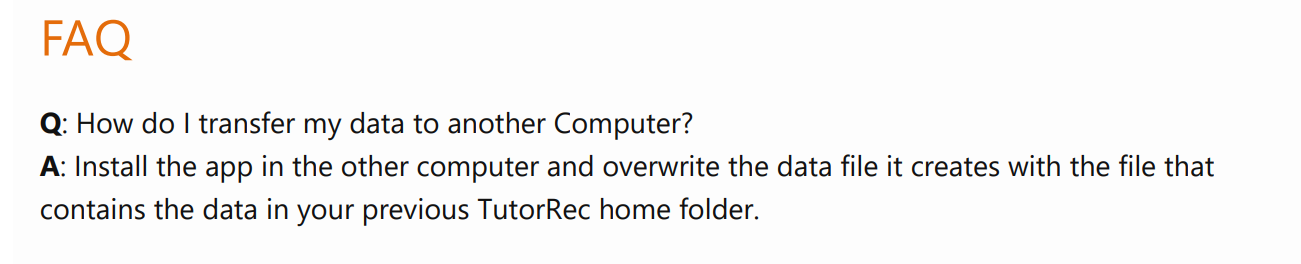 FAQ
Q: How do I transfer my data to another Computer?
A: Install the app in the other computer and overwrite the data file it creates with the file that
contains the data in your previous TutorRec home folder.